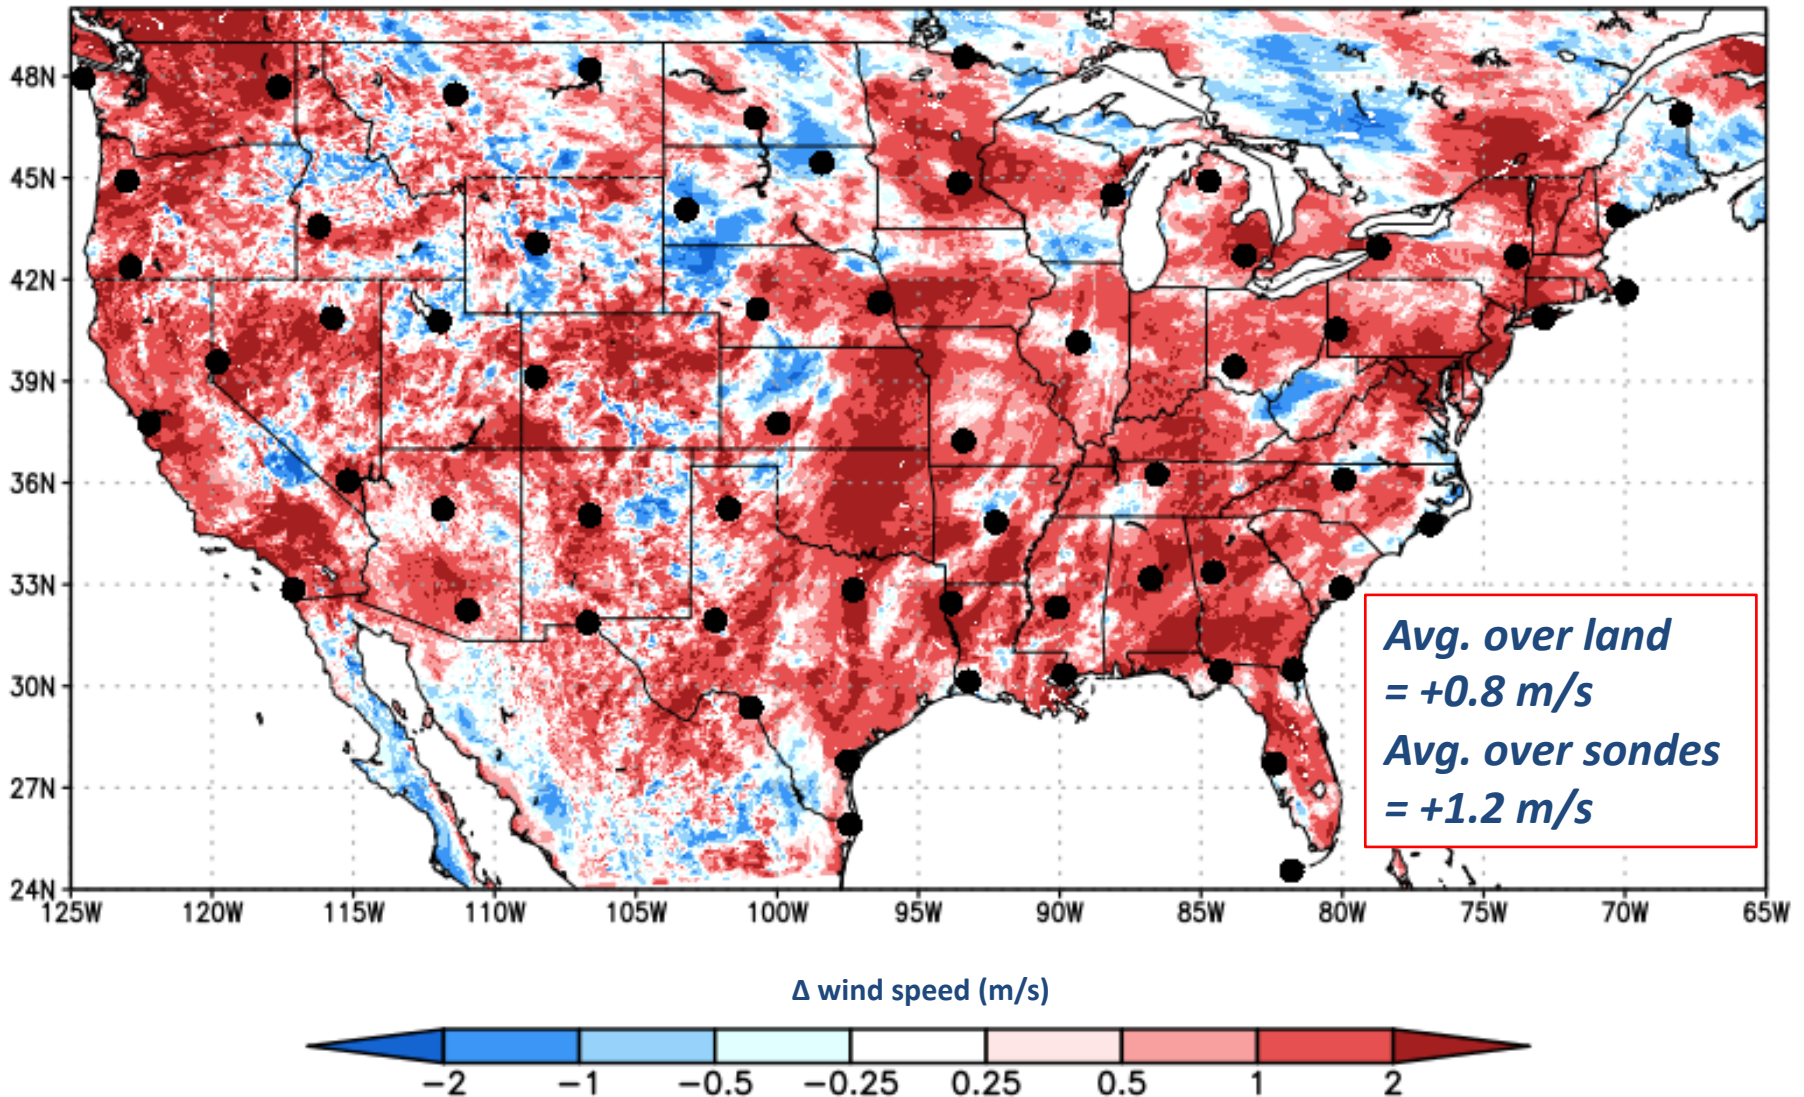 48N
45N
42N
39N
36N
33N
30N
27N
24N
Avg. over land
= +0.8 m/s
Avg. over sondes
= +1.2 m/s
125W 120W 115W 110W 105W 100W 95W 90W 85W 80W 75W 70W 65W
Δ wind speed (m/s)
−2 −1 −0.5 −0.25 0.25 0.5 1 2